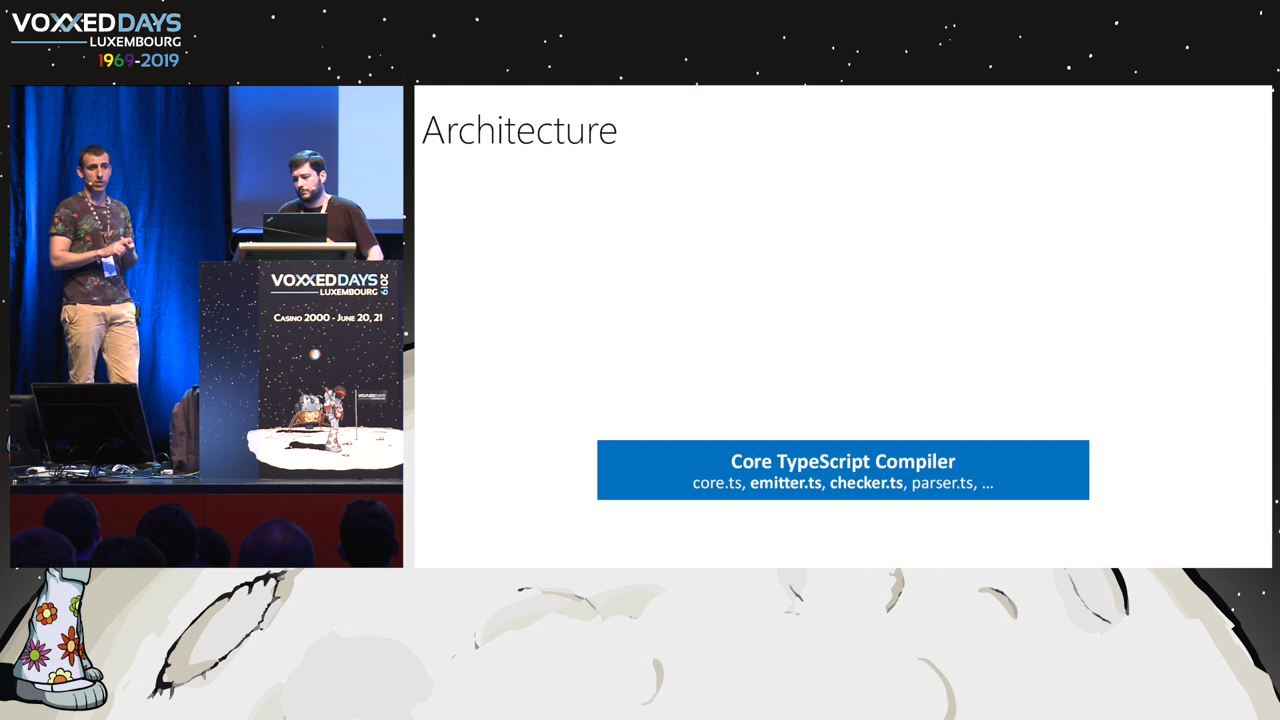 VOXXEDDAYS
LUXEMBOURG
1969-2019
Architecture
VOXXEDDAYS
LUXEMBOURG
2019
CASINO 2000 - JUNE 20, 21
Core TypeScript Compiler
core.ts, emitter.ts, checker.ts, parser.ts, ...